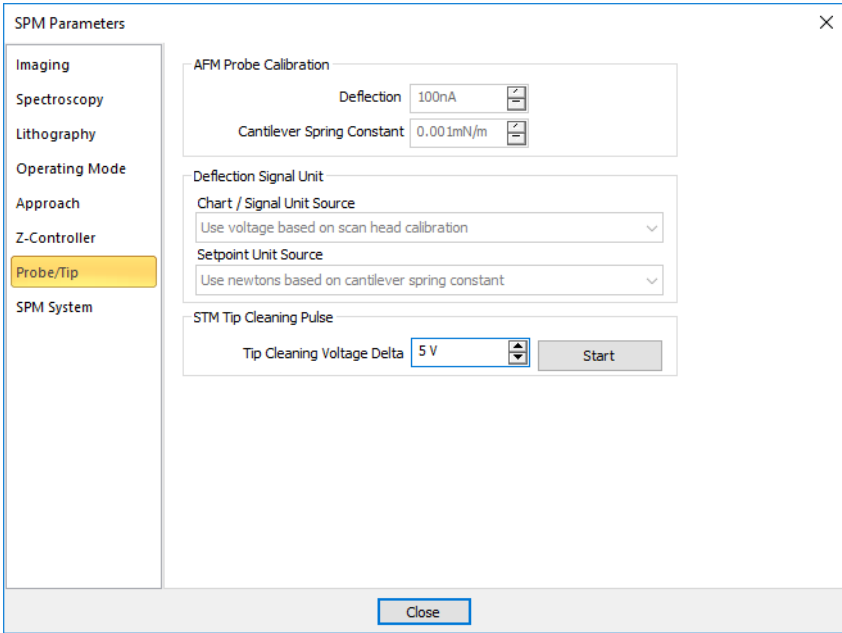 SPM Parameters
Imaging
Spectroscopy
Lithography
Operating Mode
Approach
Z-Controller
Probe/Tip
SPM System
AFM Probe Calibration
Deflection 100nA
Cantilever Spring Constant 0.001mN/m
Deflection Signal Unit
Chart / Signal Unit Source
Use voltage based on scan head calibration
Setpoint Unit Source
Use newtons based on cantilever spring constant
STM Tip Cleaning Pulse
Tip Cleaning Voltage Delta 5 V Start
Close